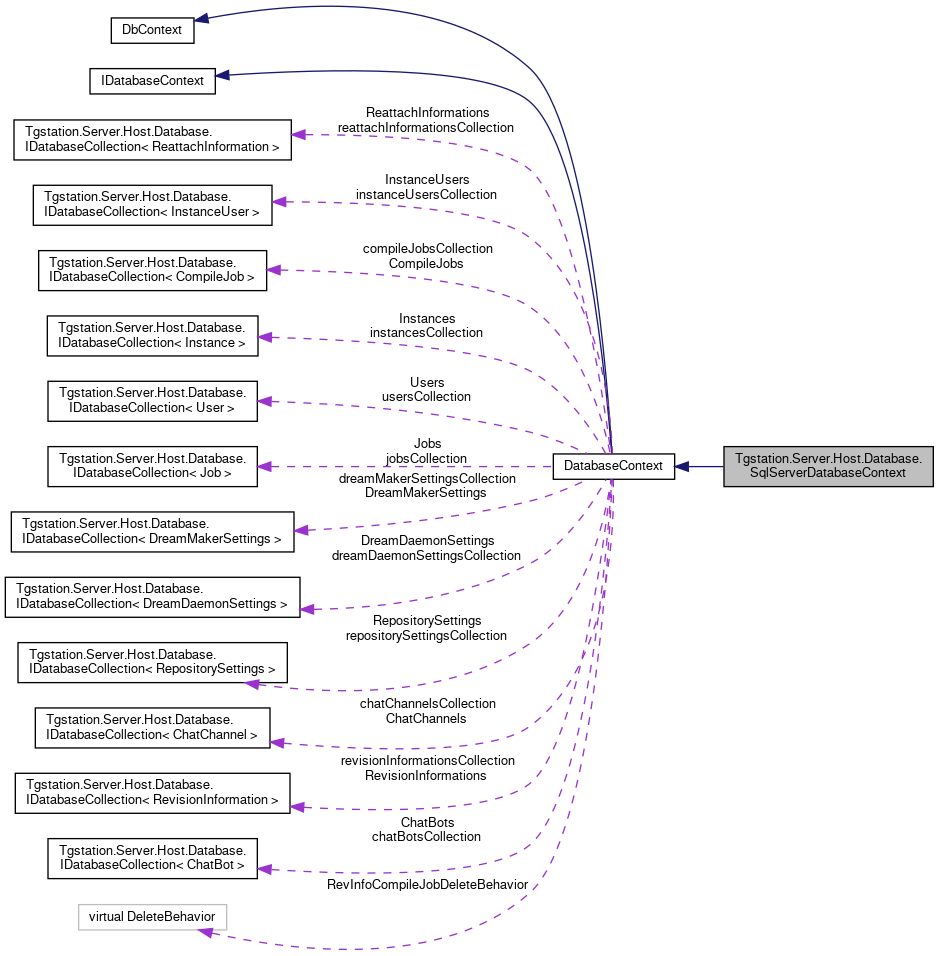 DbContext
IDatabaseContext
ReattachInformations
reattachInformationsCollection
Tgstation.Server.Host.Database.
IDatabaseCollection< ReattachInformation >
InstanceUsers
instanceUsersCollection
Tgstation.Server.Host.Database.
IDatabaseCollection< InstanceUser >
compileJobsCollection
CompileJobs
Tgstation.Server.Host.Database.
IDatabaseCollection< CompileJob >
Instances
instancesCollection
Tgstation.Server.Host.Database.
IDatabaseCollection< Instance >
Users
usersCollection
Tgstation.Server.Host.Database.
IDatabaseCollection< User >
Jobs
jobsCollection
Tgstation.Server.Host.Database.
IDatabaseCollection< Job >
DatabaseContext
Tgstation.Server.Host.Database.
SqlServerDatabaseContext
dreamMakerSettingsCollection
DreamMakerSettings
Tgstation.Server.Host.Database.
IDatabaseCollection< DreamMakerSettings >
DreamDaemonSettings
dreamDaemonSettingsCollection
Tgstation.Server.Host.Database.
IDatabaseCollection< DreamDaemonSettings >
RepositorySettings
repositorySettingsCollection
Tgstation.Server.Host.Database.
IDatabaseCollection< RepositorySettings >
chatChannelsCollection
ChatChannels
Tgstation.Server.Host.Database.
IDatabaseCollection< ChatChannel >
revisionInformationsCollection
RevisionInformations
Tgstation.Server.Host.Database.
IDatabaseCollection< RevisionInformation >
ChatBots
chatBotsCollection
Tgstation.Server.Host.Database.
IDatabaseCollection< ChatBot >
RevInfoCompileJobDeleteBehavior
virtual DeleteBehavior